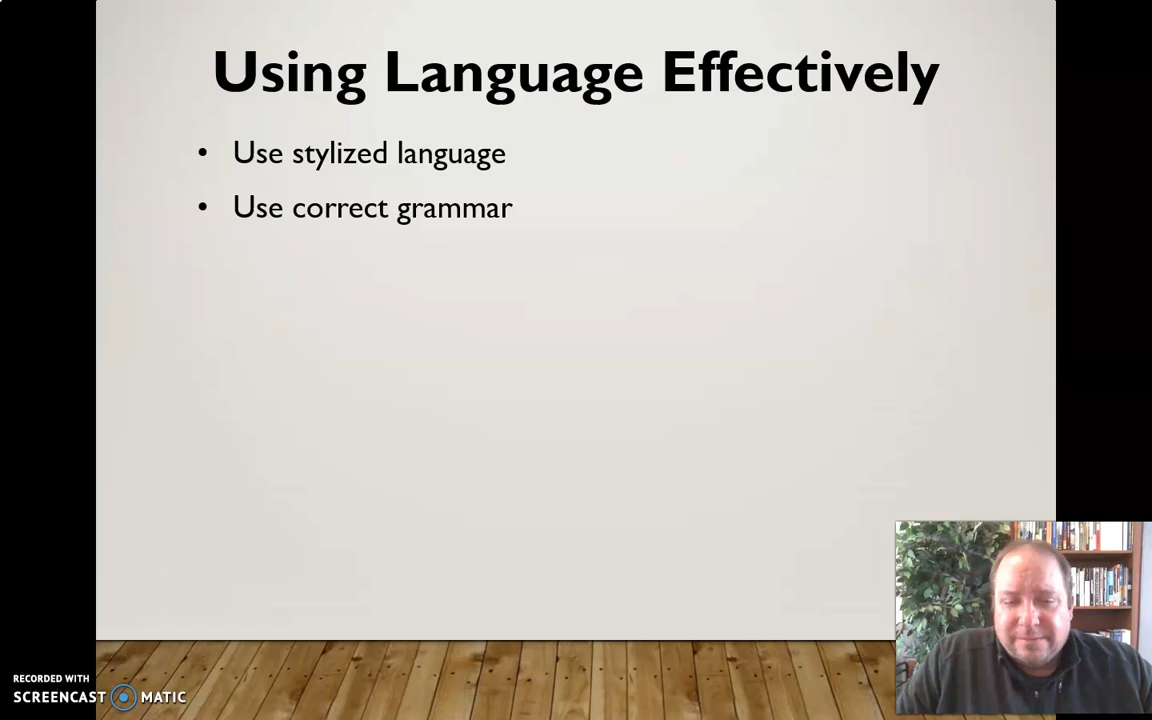 Using Language Effectively
• Use stylized language
• Use correct grammar
RECORDED WITH
SCREENCAST MATIC